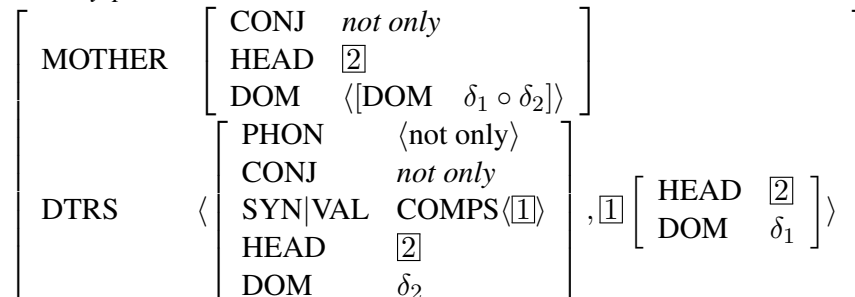 CONJ not only
MOTHER HEAD 2
DOM ⟨[DOM δ1 ∘ δ2]⟩
PHON ⟨not only⟩
CONJ not only
DTRS ⟨ SYN|VAL COMPS⟨1⟩ , 1 HEAD 2 ⟩
HEAD 2 DOM δ1
DOM δ2